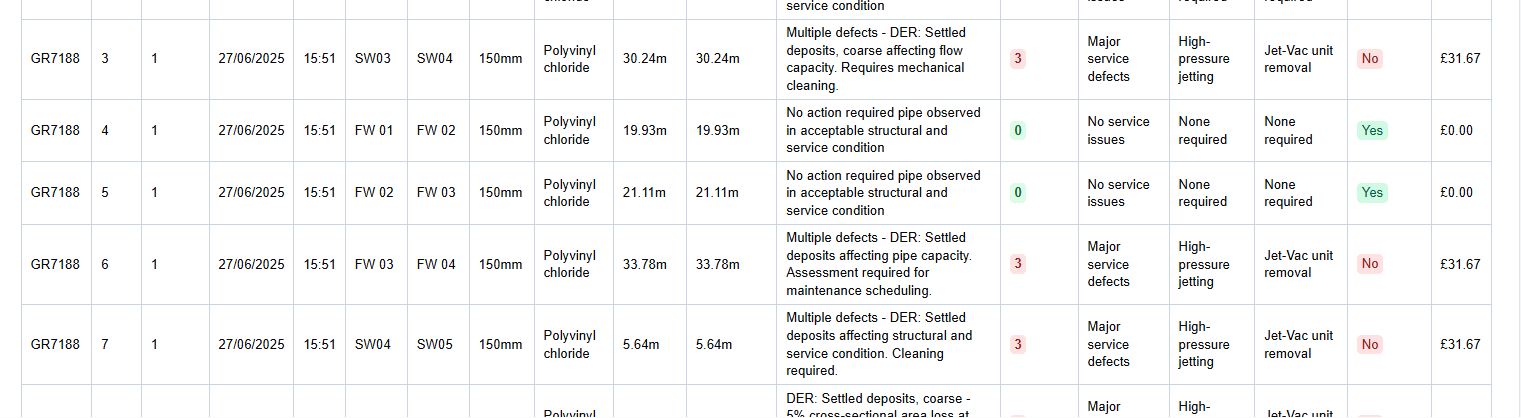 service condition
GR7188 3 1 27/06/2025 15:51 SW03 SW04 150mm Polyvinyl chloride 30.24m 30.24m Multiple defects - DER: Settled deposits, coarse affecting flow capacity. Requires mechanical cleaning. 3 Major service defects High-pressure jetting Jet-Vac unit removal No £31.67
GR7188 4 1 27/06/2025 15:51 FW 01 FW 02 150mm Polyvinyl chloride 19.93m 19.93m No action required pipe observed in acceptable structural and service condition 0 No service issues None required None required Yes £0.00
GR7188 5 1 27/06/2025 15:51 FW 02 FW 03 150mm Polyvinyl chloride 21.11m 21.11m No action required pipe observed in acceptable structural and service condition 0 No service issues None required None required Yes £0.00
GR7188 6 1 27/06/2025 15:51 FW 03 FW 04 150mm Polyvinyl chloride 33.78m 33.78m Multiple defects - DER: Settled deposits affecting pipe capacity. Assessment required for maintenance scheduling. 3 Major service defects High-pressure jetting Jet-Vac unit removal No £31.67
GR7188 7 1 27/06/2025 15:51 SW04 SW05 150mm Polyvinyl chloride 5.64m 5.64m Multiple defects - DER: Settled deposits affecting structural and service condition. Cleaning required. 3 Major service defects High-pressure jetting Jet-Vac unit removal No £31.67
Polyvinyl DER: Settled deposits, coarse - 5% cross-sectional area loss at Major High- Jet-Vac unit